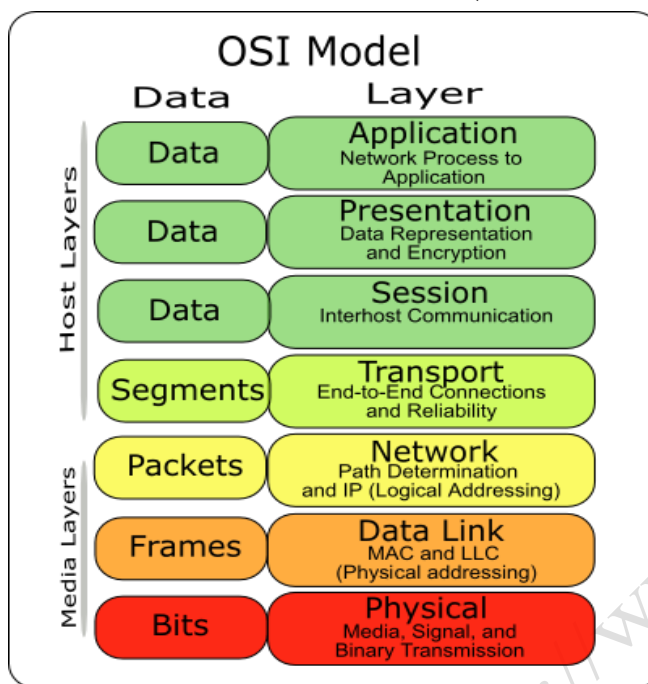 OSI Model
Data Layer
Host Layers
Data
Application
Network Process to
Application
Data
Presentation
Data Representation
and Encryption
Data
Session
Interhost Communication
Segments
Transport
End-to-End Connections
and Reliability
Media Layers
Packets
Network
Path Determination
and IP (Logical Addressing)
Frames
Data Link
MAC and LLC
(Physical addressing)
Bits
Physical
Media, Signal, and
Binary Transmission